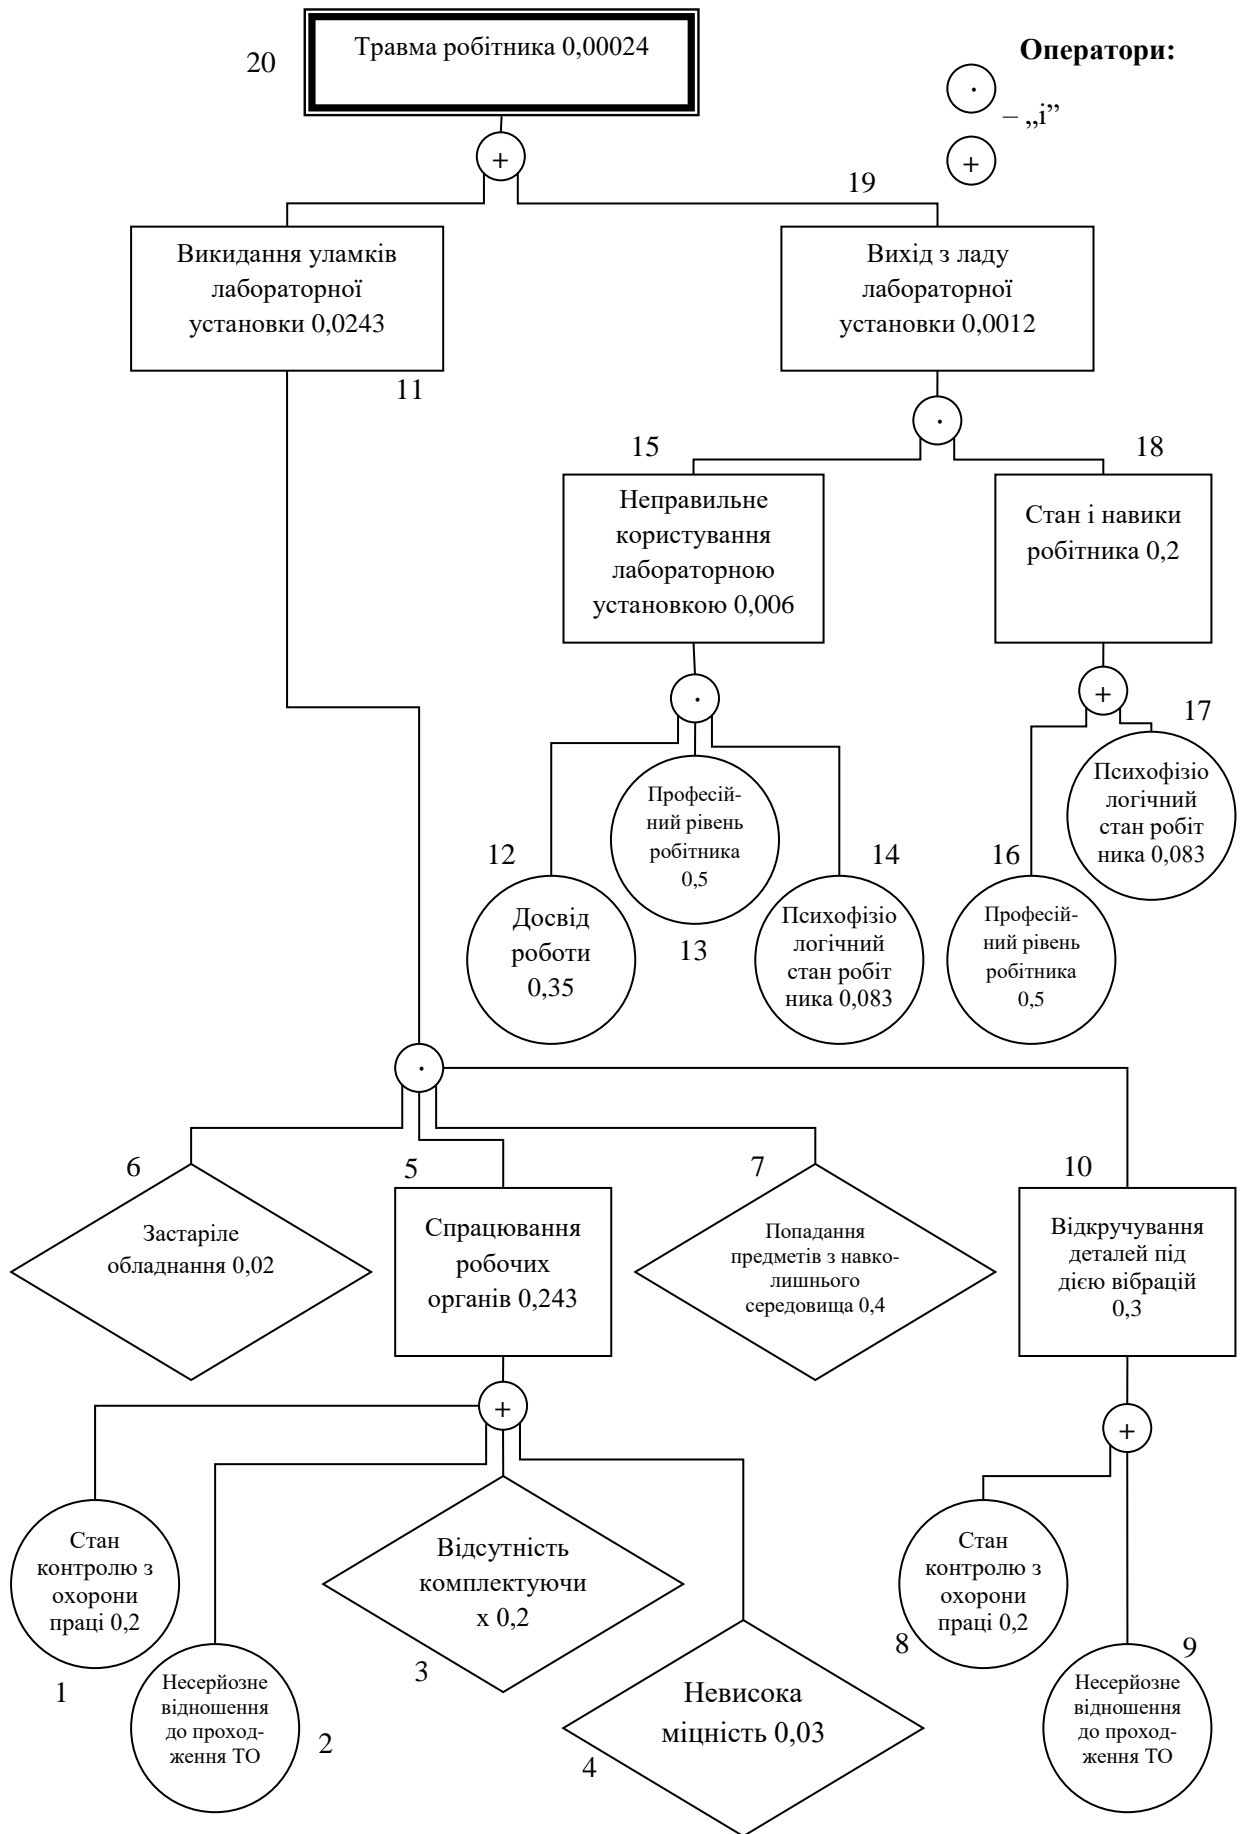 20
Травма робітника 0,00024
Оператори:
·
– „і”
+
+
19
Викидання уламків
лабораторної
установки 0,0243
Вихід з ладу
лабораторної
установки 0,0012
11
·
15
18
Неправильне
користування
лабораторною
установкою 0,006
Стан і навики
робітника 0,2
·
+
17
Психофізіо
логічний
стан робіт
ника 0,083
Професій-
ний рівень
робітника
0,5
12
14
16
13
Досвід
роботи
0,35
Психофізіо
логічний
стан робіт
ника 0,083
Професій-
ний рівень
робітника
0,5
·
6
5
7
10
Застаріле
обладнання 0,02
Спрацювання
робочих
органів 0,243
Попадання
предметів з навко-
лишнього
середовища 0,4
Відкручування
деталей під
дією вібрацій
0,3
+
+
Стан
контролю з
охорони
праці 0,2
1
Несерйозне
відношення
до проход-
ження ТО
2
Відсутність
комплектуючи
х 0,2
3
Невисока
міцність 0,03
4
Стан
контролю з
охорони
праці 0,2
8
9
Несерйозне
відношення
до проход-
ження ТО